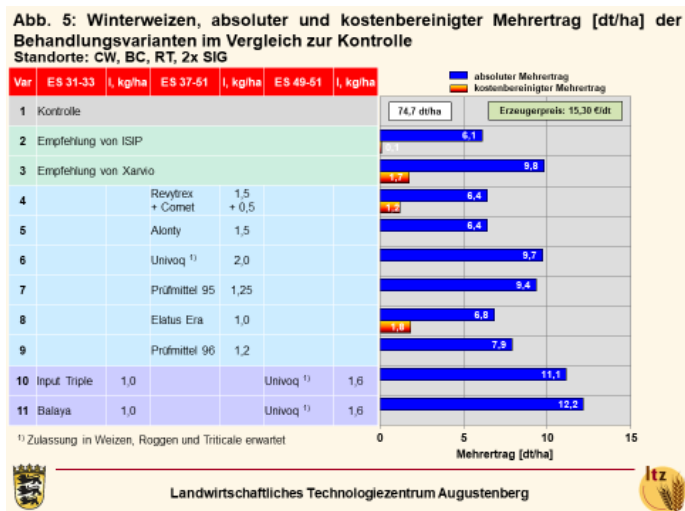 Abb. 5: Winterweizen, absoluter und kostenbereinigter Mehrertrag [dt/ha] der
Behandlungsvarianten im Vergleich zur Kontrolle
Standorte: CW, BC, RT, 2x SIG
Var ES 31-33 l, kg/ha ES 37-51 l, kg/ha ES 49-51 l, kg/ha
absoluter Mehrertrag
kostenbereinigter Mehrertrag
1 Kontrolle 74,7 dt/ha Erzeugerpreis: 15,30 €/dt
2 Empfehlung von ISIP 6,1
0,1
3 Empfehlung von Xarvio 9,8
1,7
4 Revytrex 1,5 6,4
+ Comet + 0,5 1,2
5 Alonty 1,5 6,4
6 Univoq ¹⁾ 2,0 9,7
7 Prüfmittel 95 1,25 9,4
8 Elatus Era 1,0 6,8
1,8
9 Prüfmittel 96 1,2 7,9
10 Input Triple 1,0 Univoq ¹⁾ 1,6 11,1
11 Balaya 1,0 Univoq ¹⁾ 1,6 12,2
¹⁾ Zulassung in Weizen, Roggen und Triticale erwartet
0 5 10 15
Mehrertrag [dt/ha]
Landwirtschaftliches Technologiezentrum Augustenberg
ltz